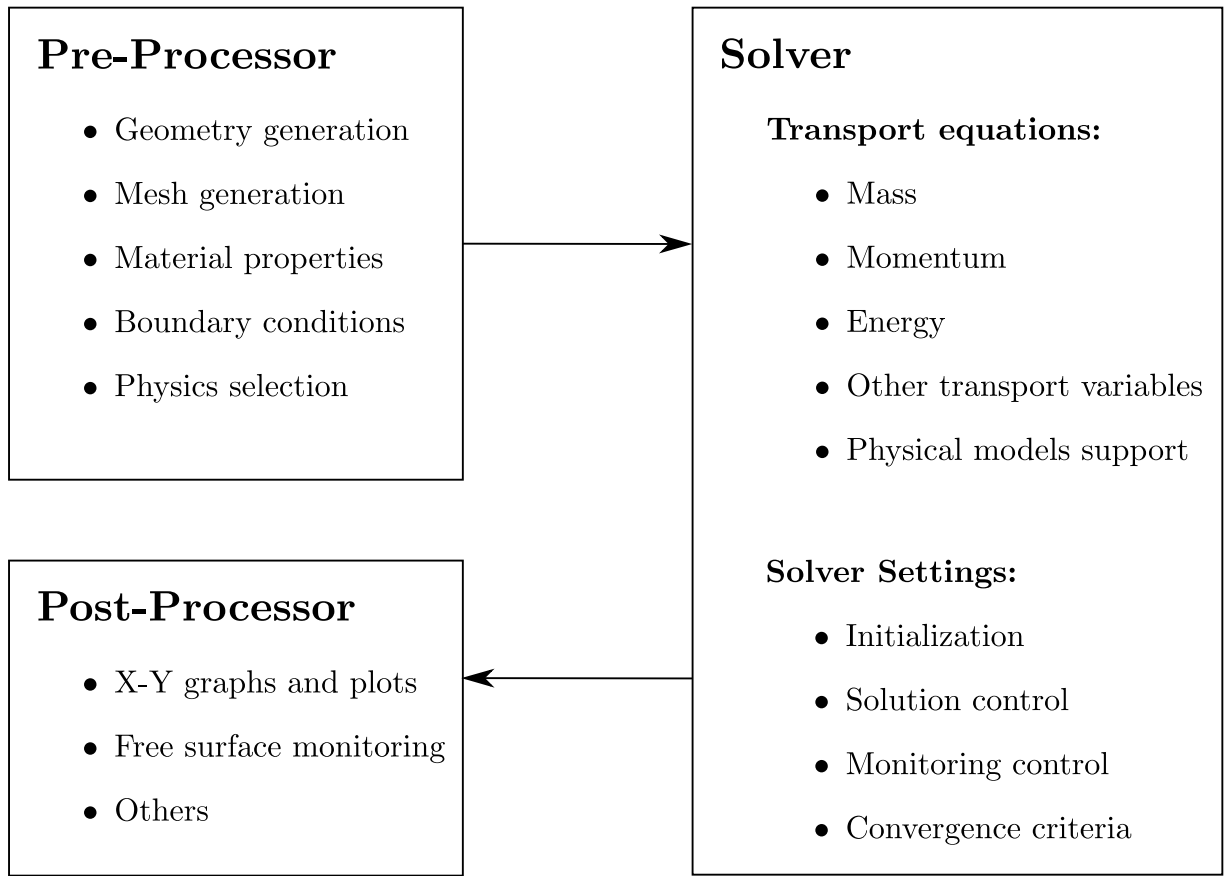 Pre-Processor
• Geometry generation
• Mesh generation
• Material properties
• Boundary conditions
• Physics selection
Solver
Transport equations:
• Mass
• Momentum
• Energy
• Other transport variables
• Physical models support
Solver Settings:
• Initialization
• Solution control
• Monitoring control
• Convergence criteria
Post-Processor
• X-Y graphs and plots
• Free surface monitoring
• Others